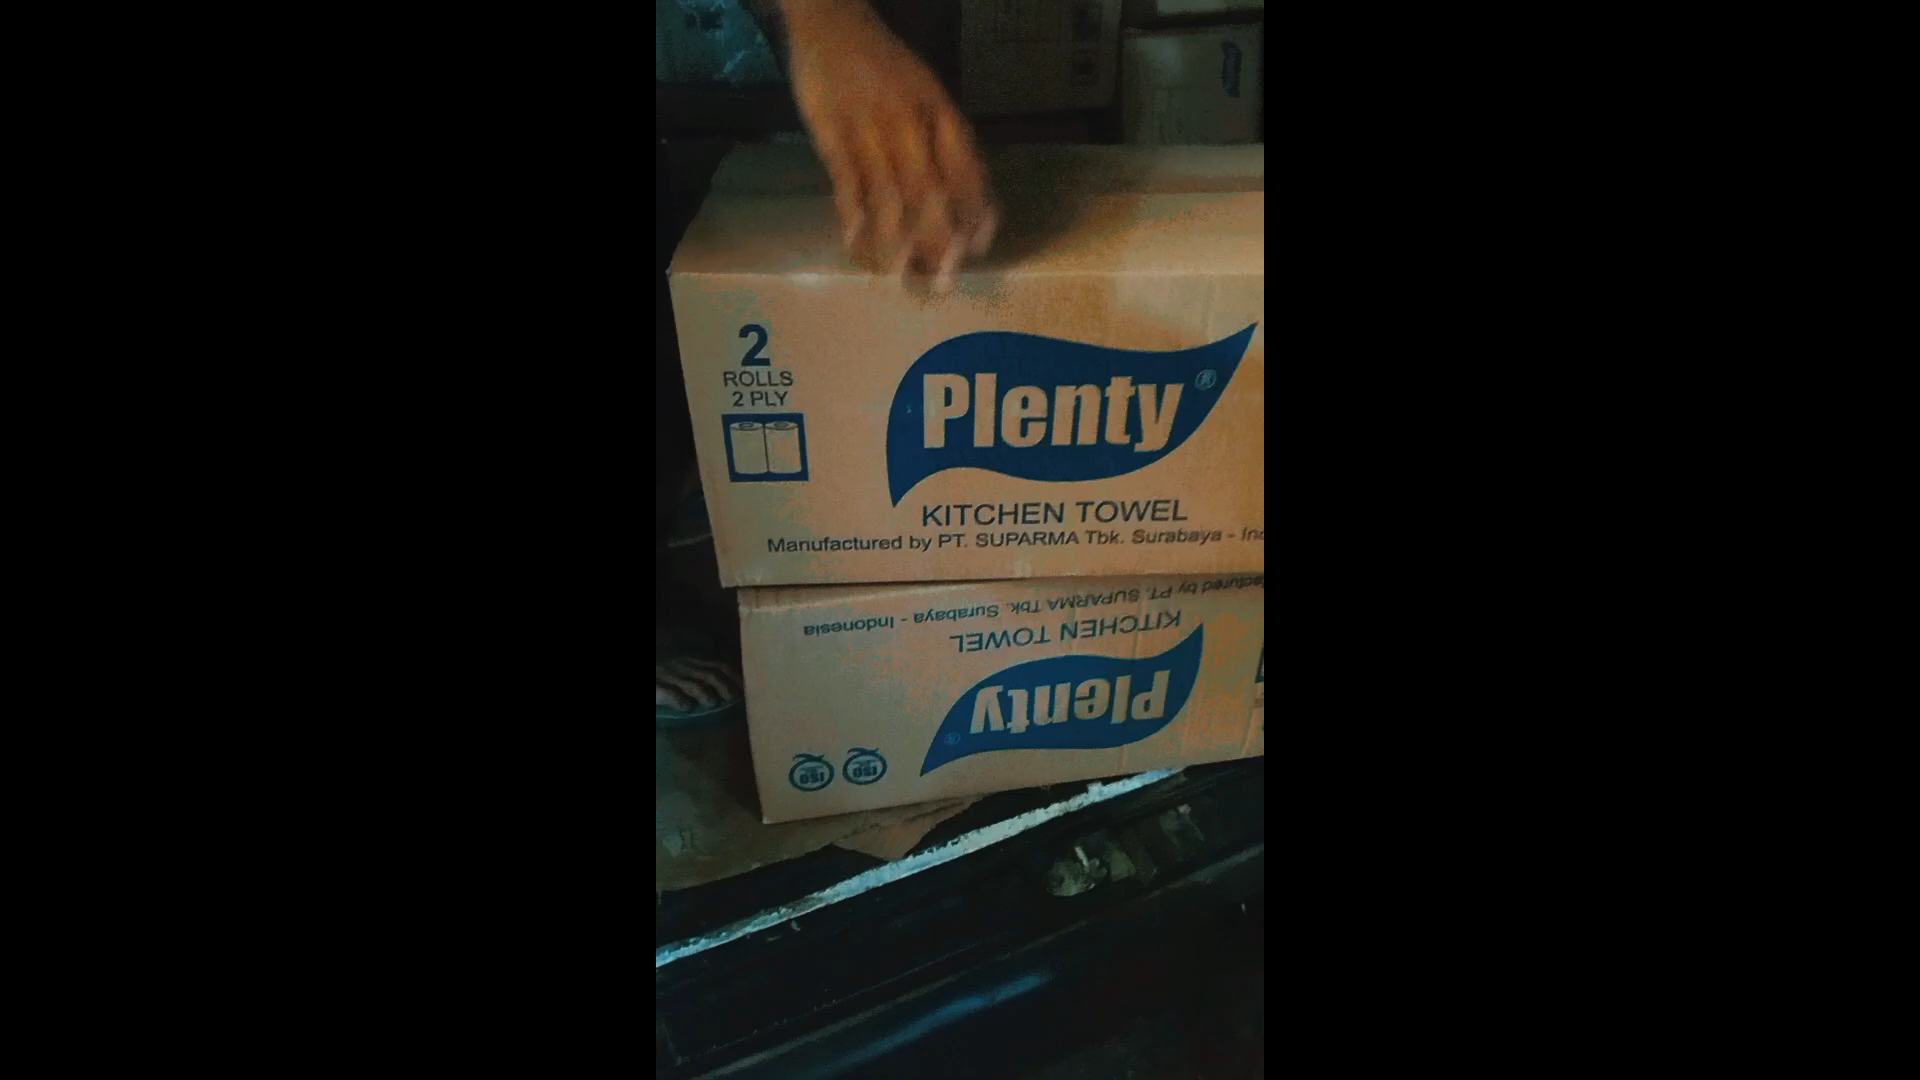 2
ROLLS
2 PLY
Plenty®
KITCHEN TOWEL
Manufactured by PT. SUPARMA Tbk. Surabaya -
by PT. SUPARMA Tbk. Surabaya - Indonesia
KITCHEN TOWEL
Plenty®
ISO
ISO